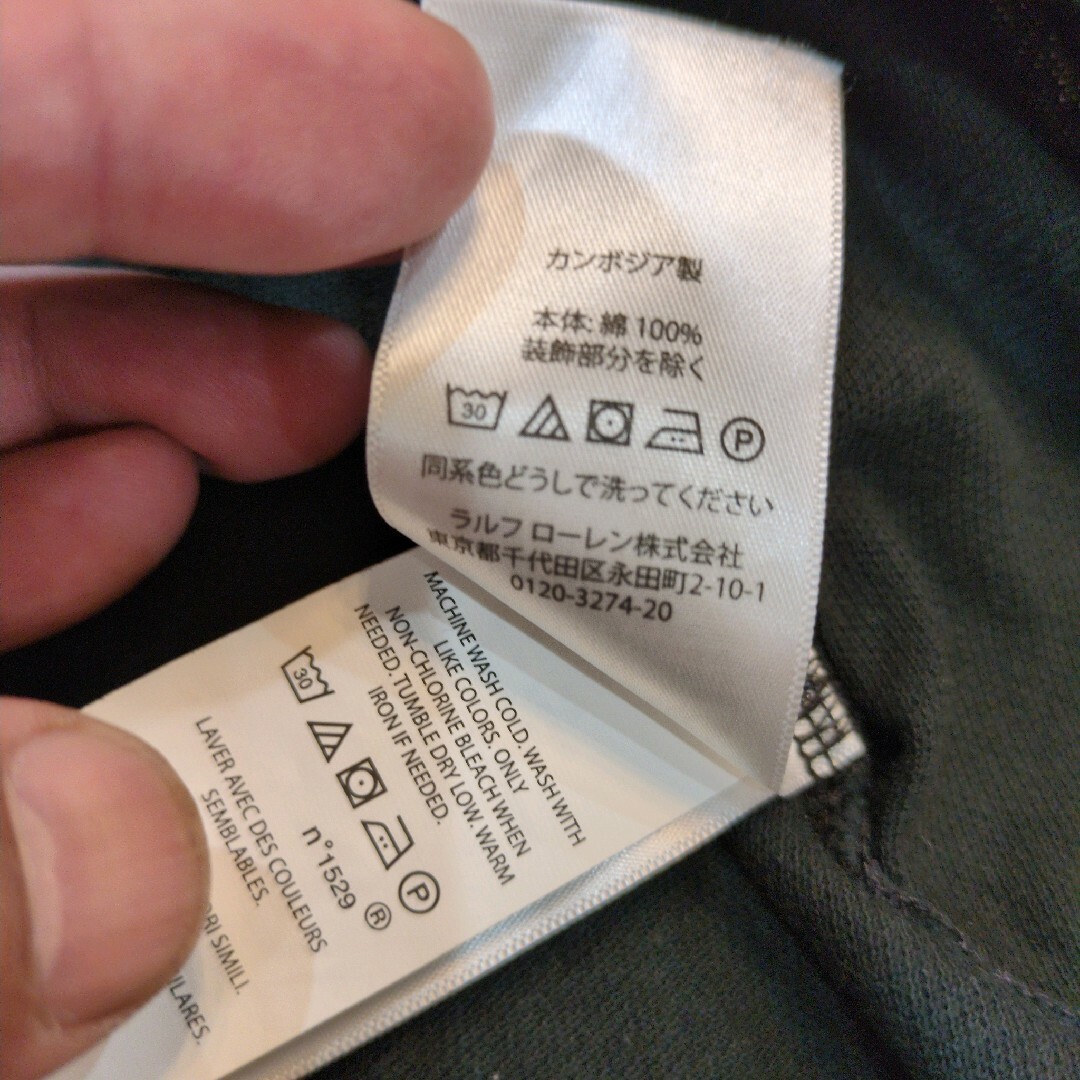 カンボジア製
本体: 綿 100%
装飾部分を除く
30
P
同系色どうしで洗ってください
ラルフ ローレン株式会社
東京都千代田区永田町2-10-1
0120-3274-20
MACHINE WASH COLD. WASH WITH
LIKE COLORS. ONLY
NON-CHLORINE BLEACH WHEN
NEEDED. TUMBLE DRY LOW. WARM
IRON IF NEEDED.
30
P
n°1529 ®
LAVER AVEC DES COULEURS
SEMBLABLES.
SIMILI.